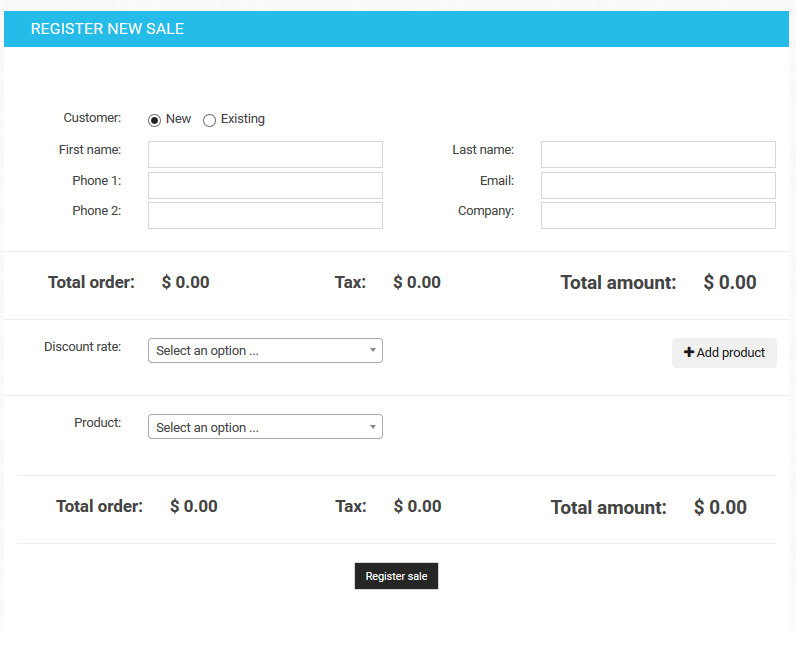 REGISTER NEW SALE
Customer: New Existing
First name: Last name:
Phone 1: Email:
Phone 2: Company:
Total order: $ 0.00 Tax: $ 0.00 Total amount: $ 0.00
Discount rate: Select an option ... +Add product
Product: Select an option ...
Total order: $ 0.00 Tax: $ 0.00 Total amount: $ 0.00
Register sale